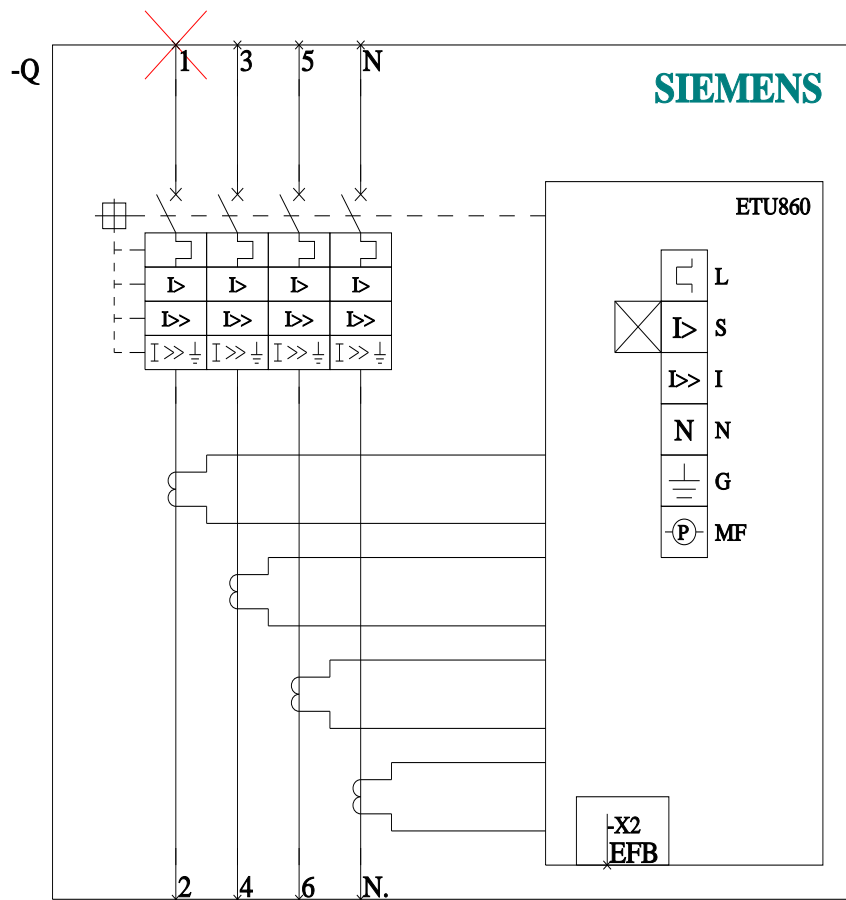 -Q
1 3 5 N
SIEMENS
ETU860
I> I> I> I>
I>> I>> I>> I>>
I>> I>> I>> I>>
L
I> S
I>> I
N N
G
P MF
-X2
EFB
2 4 6 N.